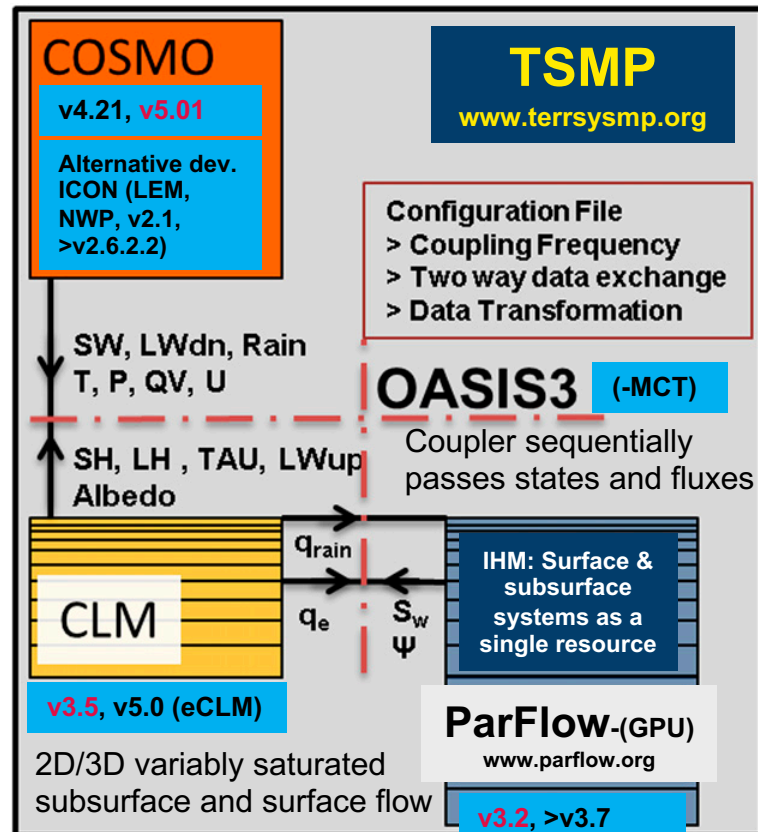 COSMO
v4.21, v5.01
Alternative dev.
ICON (LEM,
NWP, v2.1,
>v2.6.2.2)
TSMP
www.terrsysmp.org
Configuration File
> Coupling Frequency
> Two way data exchange
> Data Transformation
SW, LWdn, Rain
T, P, QV, U
OASIS3 (-MCT)
Coupler sequentially
passes states and fluxes
SH, LH , TAU, LWup
Albedo
q_rain
q_e
S_w
Ψ
CLM
v3.5, v5.0 (eCLM)
IHM: Surface &
subsurface
systems as a
single resource
ParFlow-(GPU)
www.parflow.org
2D/3D variably saturated
subsurface and surface flow
v3.2, >v3.7